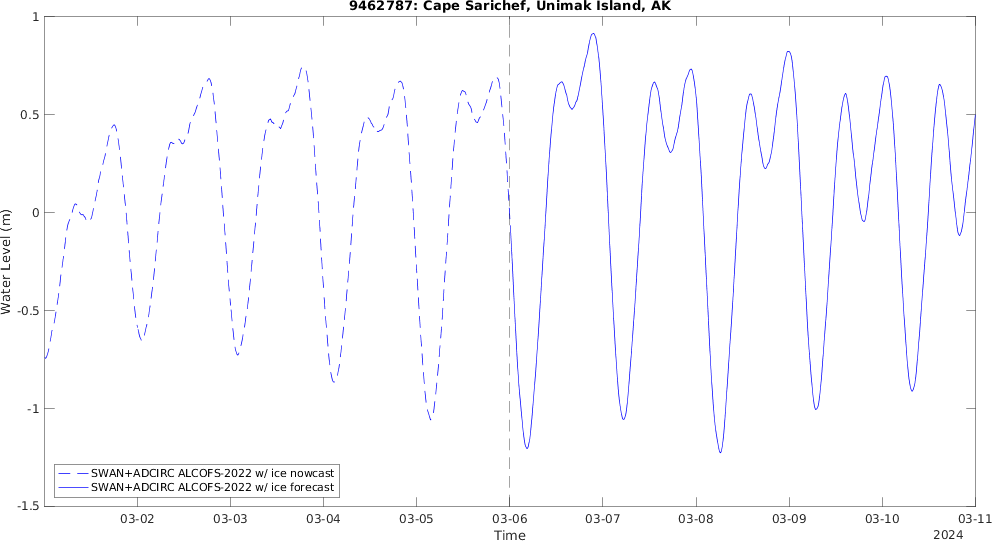 9462787: Cape Sarichef, Unimak Island, AK
1
0.5
0
-0.5
-1
-1.5
Water Level (m)
SWAN+ADCIRC ALCOFS-2022 w/ ice nowcast
SWAN+ADCIRC ALCOFS-2022 w/ ice forecast
03-02 03-03 03-04 03-05 03-06 03-07 03-08 03-09 03-10 03-11
Time
2024